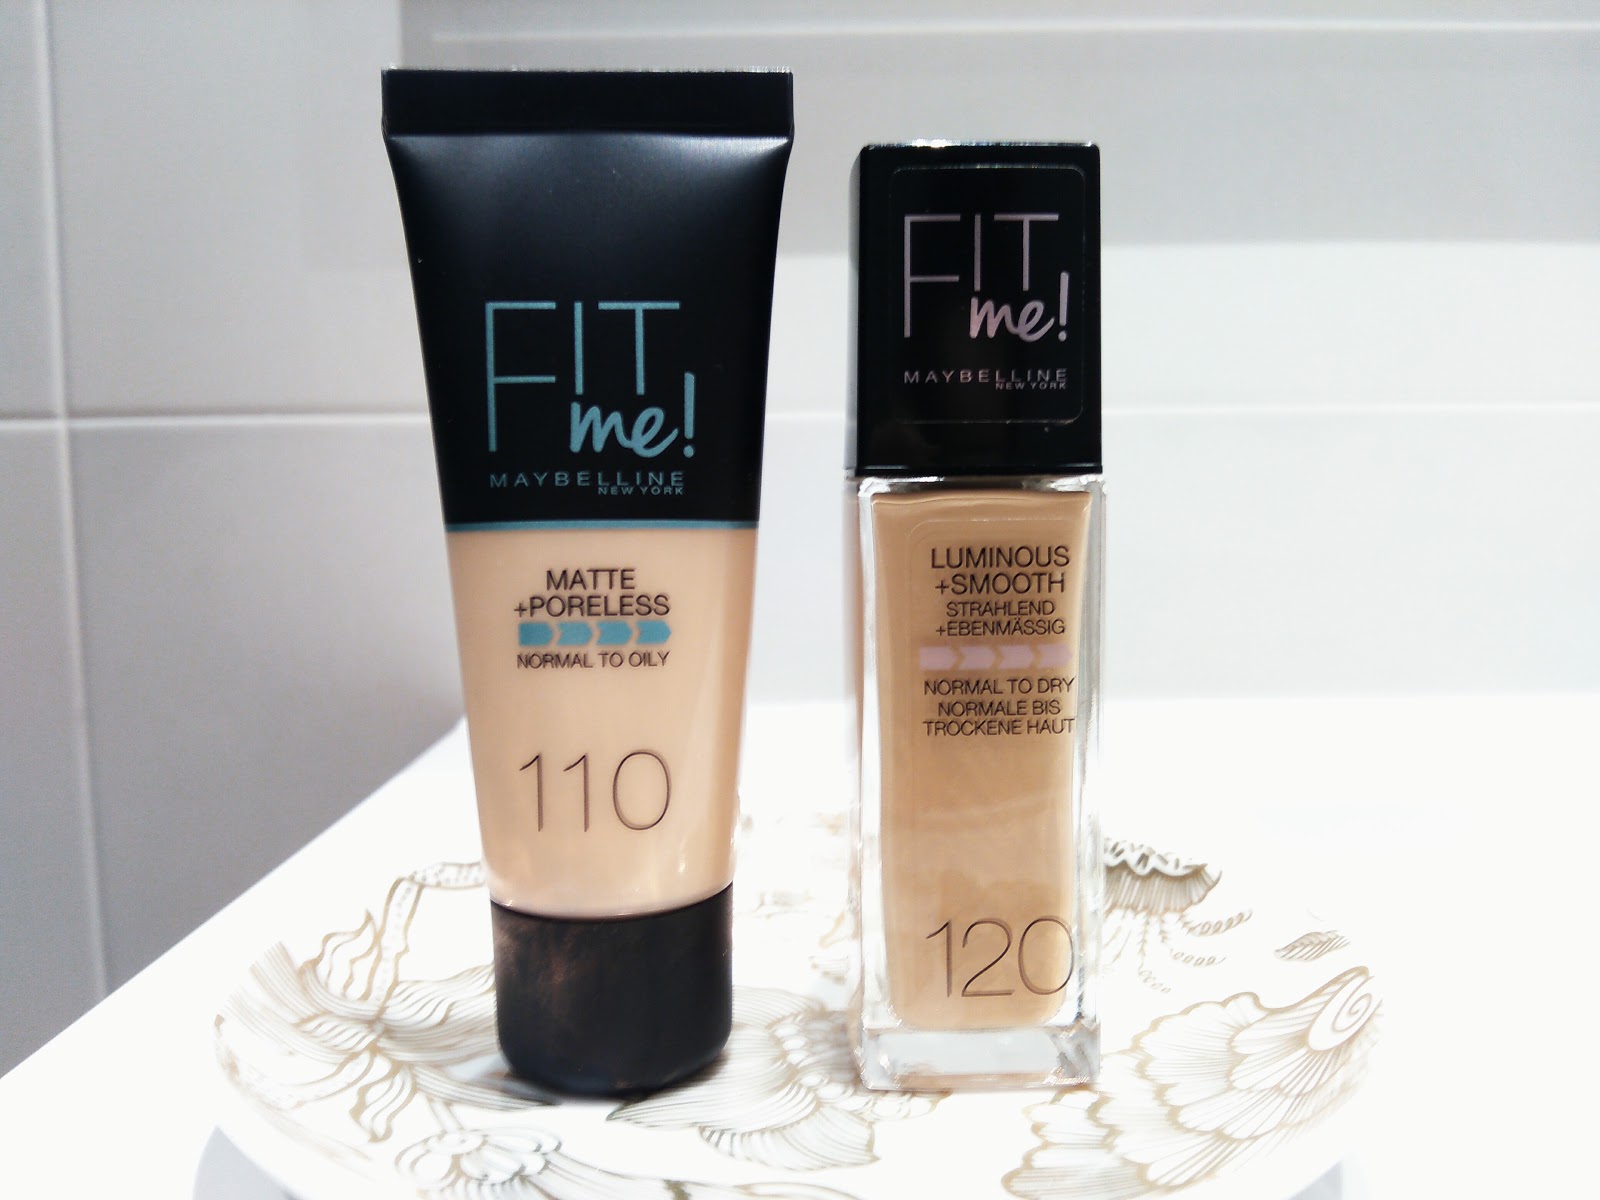 FIT
me!
MAYBELLINE
NEW YORK
MATTE
+PORELESS
NORMAL TO OILY
110
FIT
me!
MAYBELLINE
NEW YORK
LUMINOUS
+SMOOTH
STRAHLEND
+EBENMÄSSIG
NORMAL TO DRY
NORMALE BIS
TROCKENE HAUT
120